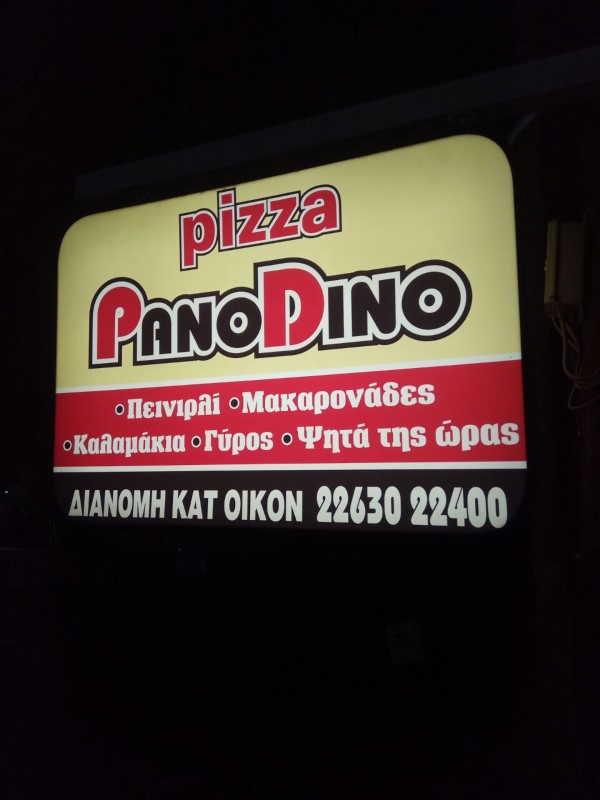 pizza
PANODINO
•Πεινιρλί •Μακαρονάδες
•Καλαμάκια •Γύρος •Ψητά της ώρας
ΔΙΑΝΟΜΗ ΚΑΤ ΟΙΚΟΝ 22630 22400